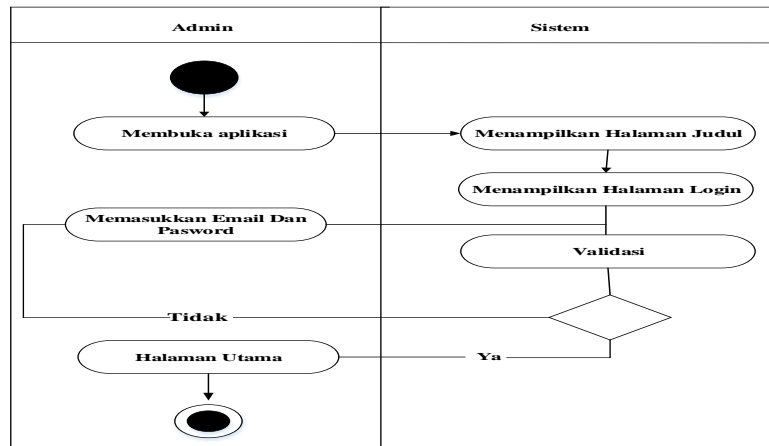 Admin
Sistem
Membuka aplikasi
Menampilkan Halaman Judul
Menampilkan Halaman Login
Memasukkan Email Dan
Pasword
Validasi
Tidak
Halaman Utama
Ya